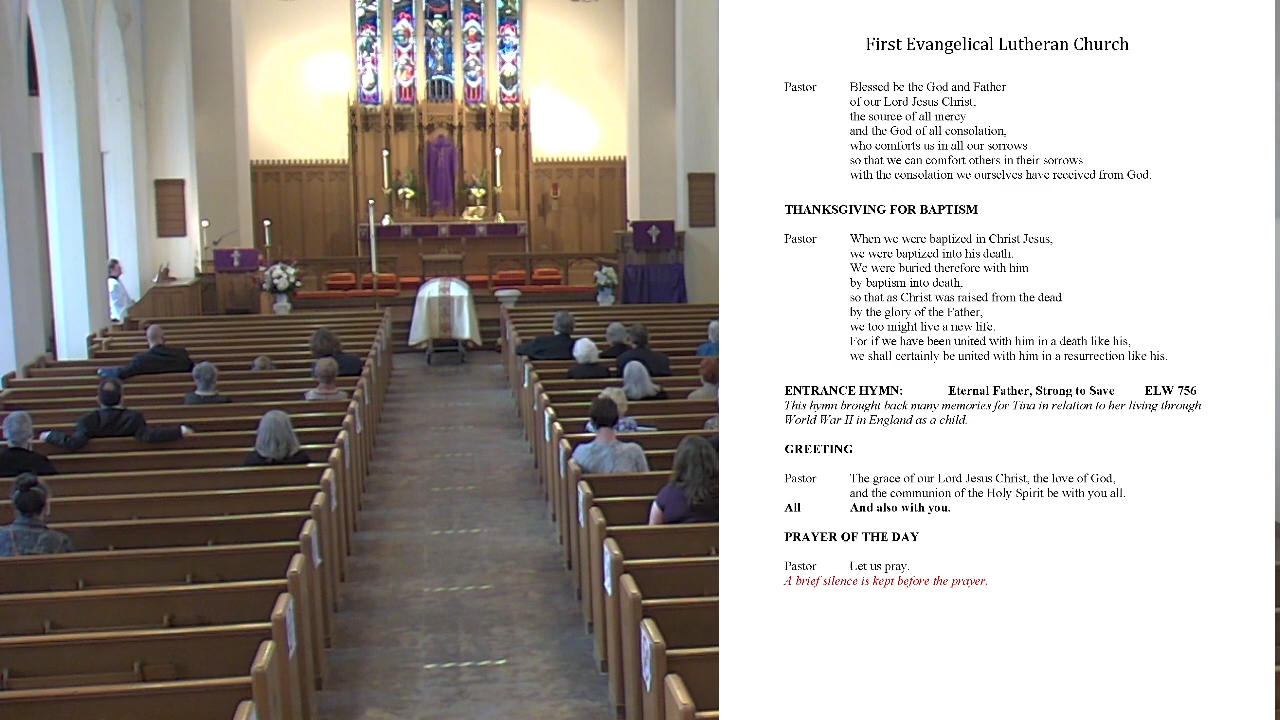 First Evangelical Lutheran Church
Pastor Blessed be the God and Father
of our Lord Jesus Christ,
the source of all mercy
and the God of all consolation,
who comforts us in all our sorrows
so that we can comfort others in their sorrows
with the consolation we ourselves have received from God.
THANKSGIVING FOR BAPTISM
Pastor When we were baptized in Christ Jesus,
we were baptized into his death.
We were buried therefore with him
by baptism into death,
so that as Christ was raised from the dead
by the glory of the Father,
we too might live a new life.
For if we have been united with him in a death like his,
we shall certainly be united with him in a resurrection like his.
ENTRANCE HYMN: Eternal Father, Strong to Save ELW 756
This hymn brought back many memories for Tina in relation to her living through
World War II in England as a child.
GREETING
Pastor The grace of our Lord Jesus Christ, the love of God,
and the communion of the Holy Spirit be with you all.
All And also with you.
PRAYER OF THE DAY
Pastor Let us pray.
A brief silence is kept before the prayer.